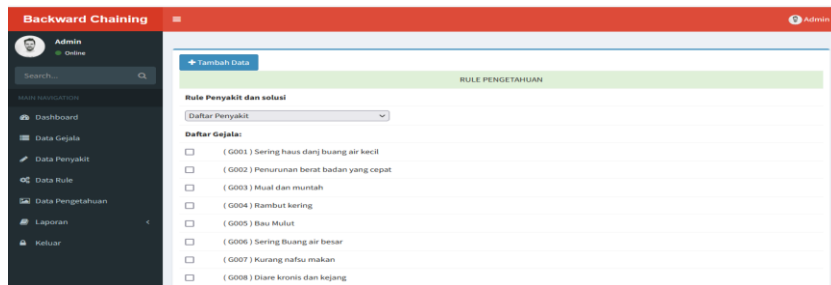 Backward Chaining
Admin
Admin
Online
Search...
MAIN NAVIGATION
Dashboard
Data Gejala
Data Penyakit
Data Rule
Data Pengetahuan
Laporan
Keluar
Tambah Data
RULE PENGETAHUAN
Rule Penyakit dan solusi
Daftar Penyakit
Daftar Gejala:
( G001 ) Sering haus danj buang air kecil
( G002 ) Penurunan berat badan yang cepat
( G003 ) Mual dan muntah
( G004 ) Rambut kering
( G005 ) Bau Mulut
( G006 ) Sering Buang air besar
( G007 ) Kurang nafsu makan
( G008 ) Diare kronis dan kejang